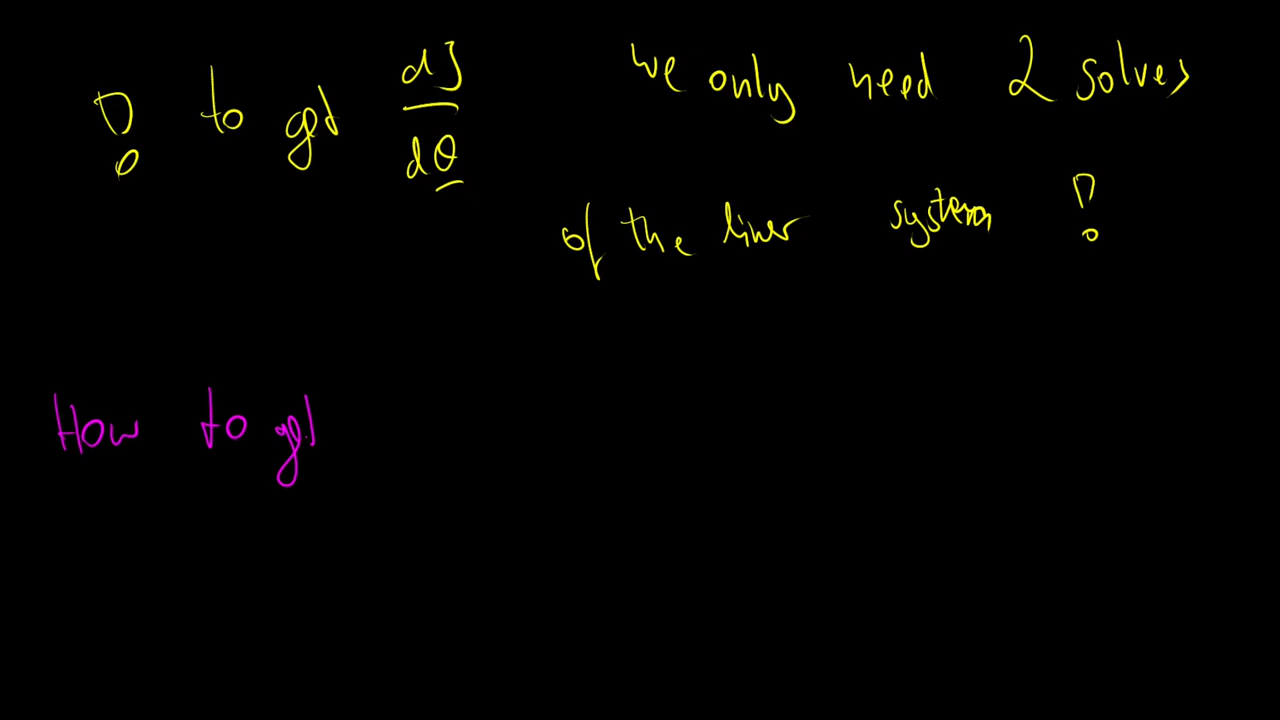 ! to get dJ/dθ we only need 2 solves
of the liner system !
How to get